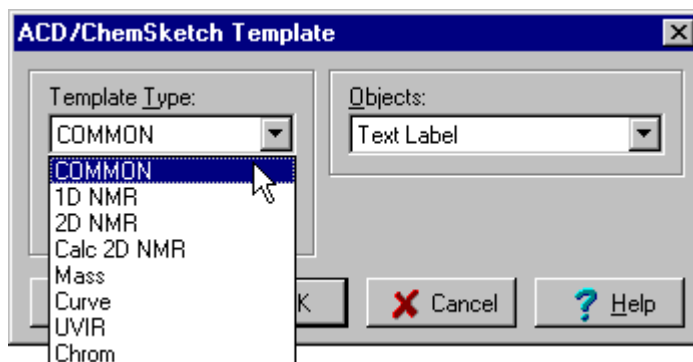 ACD/ChemSketch Template
Template Type:
COMMON
COMMON
1D NMR
2D NMR
Calc 2D NMR
Mass
Curve
UVIR
Chrom
Objects:
Text Label
K
Cancel
Help